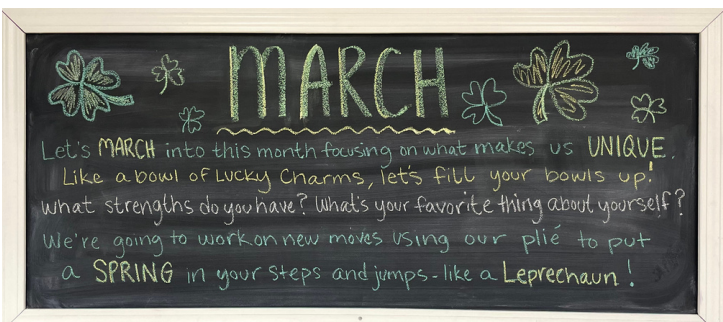 MARCH
Let's MARCH into this month focusing on what makes us UNIQUE.
Like a bowl of Lucky Charms, let's fill your bowls up!
What strengths do you have? What's your favorite thing about yourself?
We're going to work on new moves using our plié to put
a SPRING in your steps and jumps - like a Leprechaun!